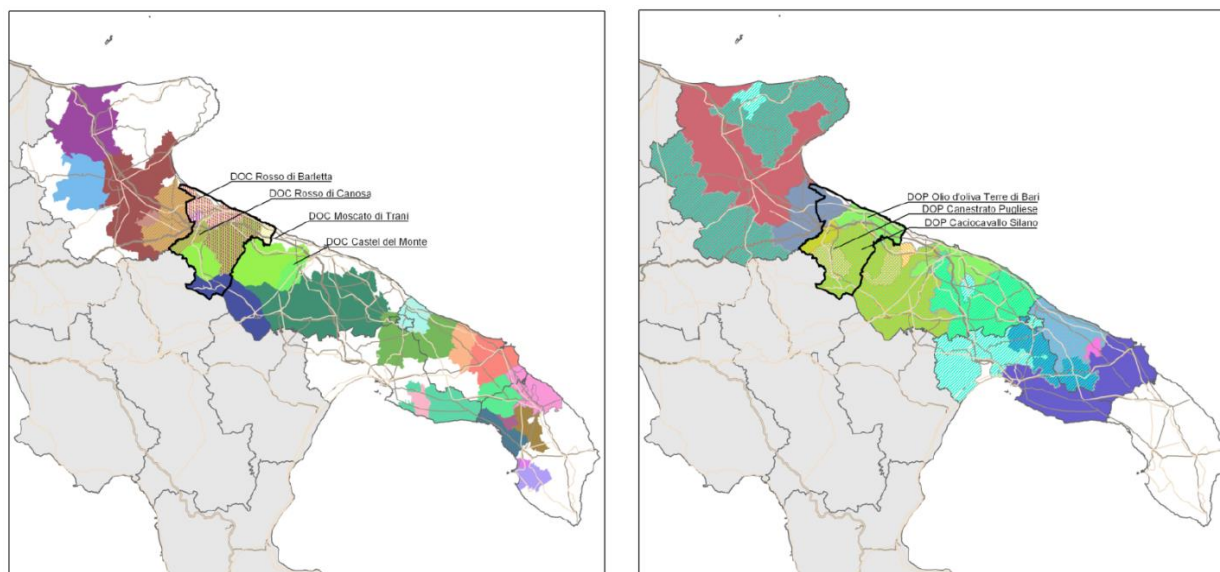 DOC Rosso di Barletta
DOC Rosso di Canosa
DOC Moscato di Trani
DOC Castel del Monte
DOP Olio d'oliva Terre di Bari
DOP Canestrato Pugliese
DOP Caciocavallo Silano